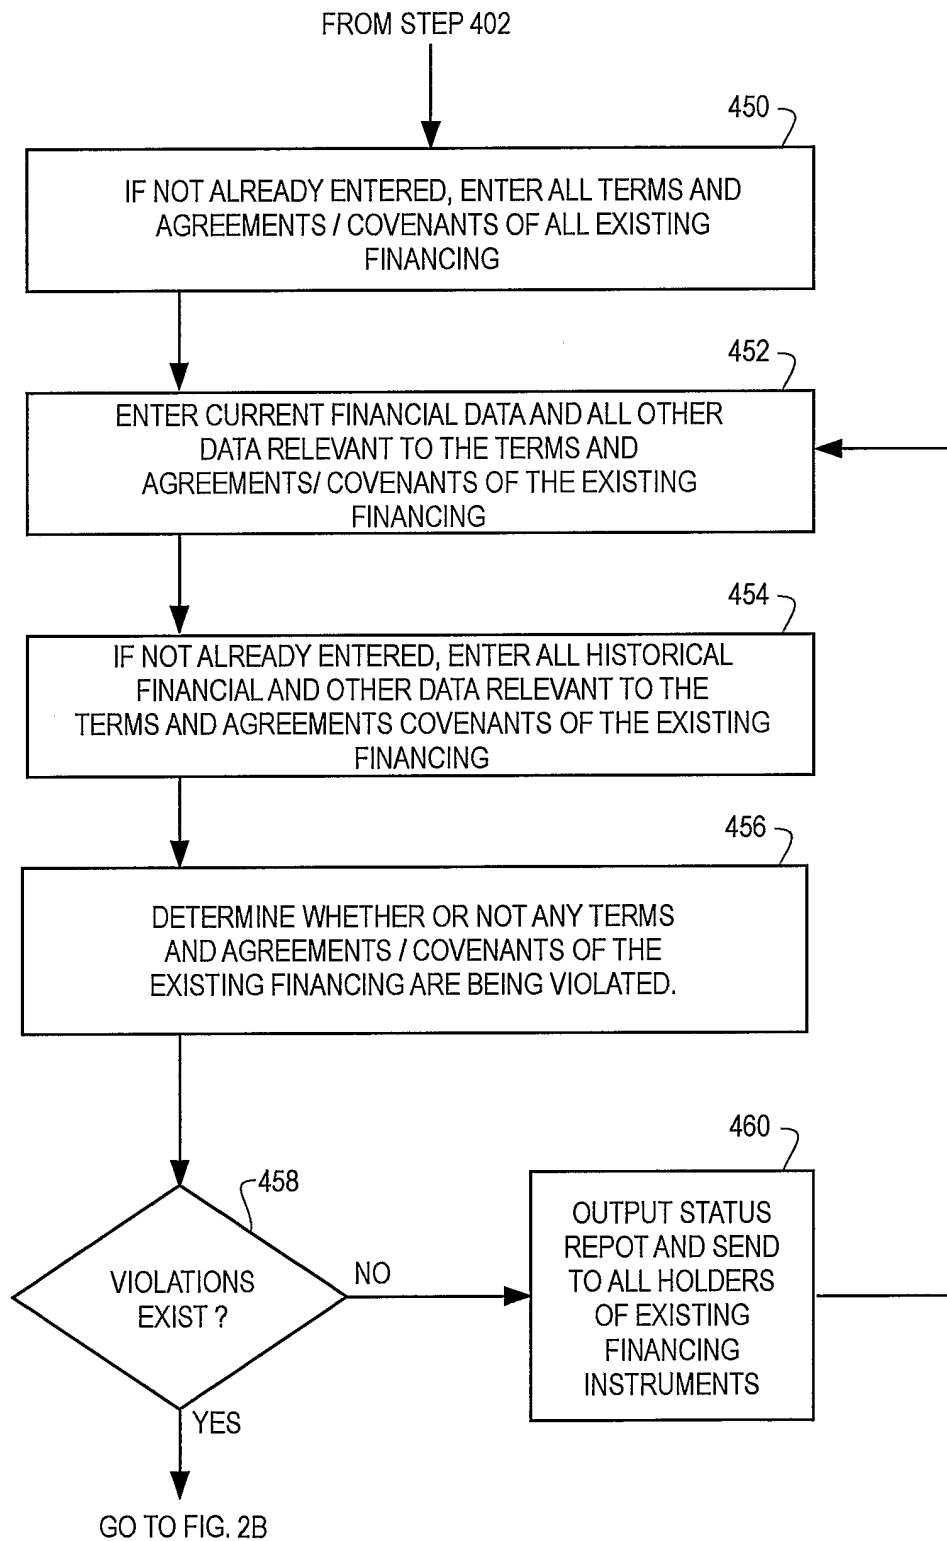 FROM STEP 402
450
IF NOT ALREADY ENTERED, ENTER ALL TERMS AND
AGREEMENTS / COVENANTS OF ALL EXISTING
FINANCING
452
ENTER CURRENT FINANCIAL DATA AND ALL OTHER
DATA RELEVANT TO THE TERMS AND
AGREEMENTS/ COVENANTS OF THE EXISTING
FINANCING
454
IF NOT ALREADY ENTERED, ENTER ALL HISTORICAL
FINANCIAL AND OTHER DATA RELEVANT TO THE
TERMS AND AGREEMENTS COVENANTS OF THE EXISTING
FINANCING
456
DETERMINE WHETHER OR NOT ANY TERMS
AND AGREEMENTS / COVENANTS OF THE
EXISTING FINANCING ARE BEING VIOLATED.
458
VIOLATIONS
EXIST ?
NO
460
OUTPUT STATUS
REPOT AND SEND
TO ALL HOLDERS
OF EXISTING
FINANCING
INSTRUMENTS
YES
GO TO FIG. 2B